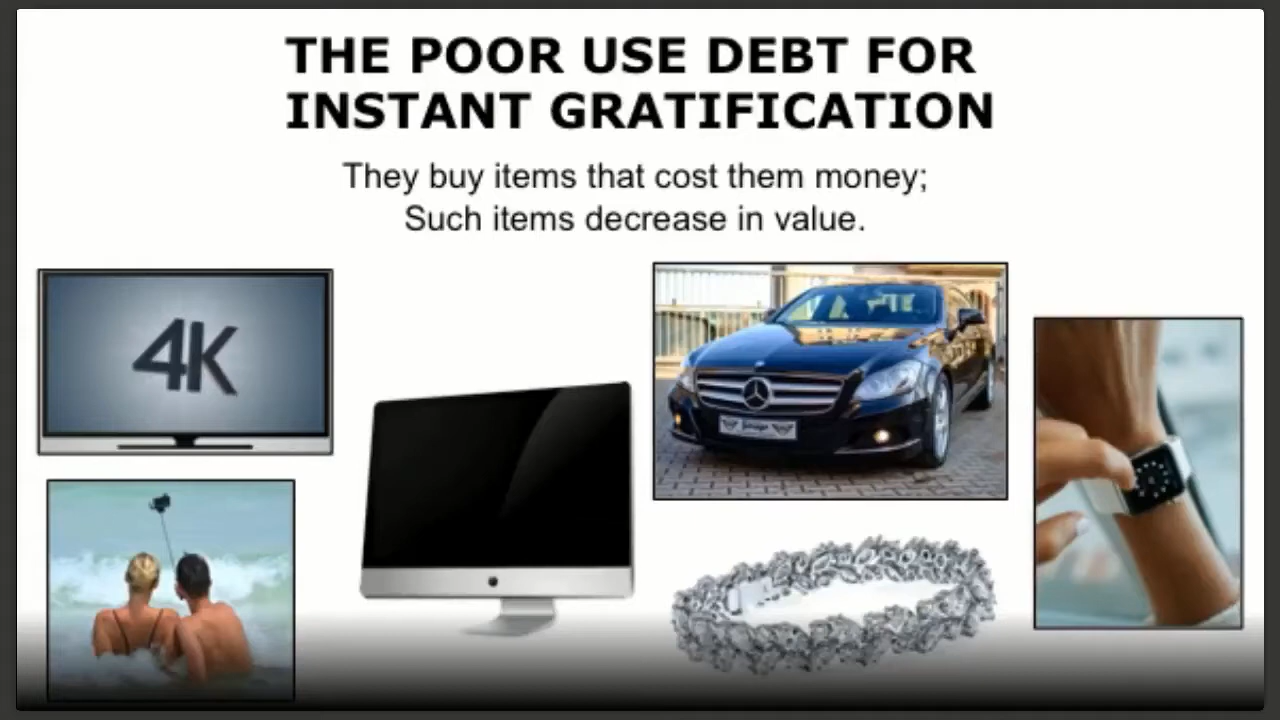 THE POOR USE DEBT FOR
INSTANT GRATIFICATION
They buy items that cost them money;
Such items decrease in value.
4K